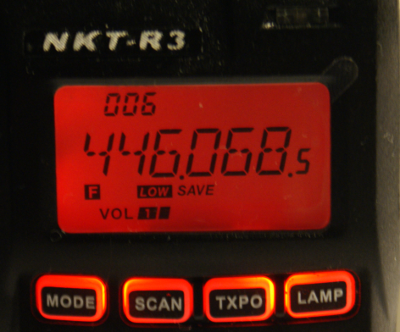 NKT-R3
006
446.068.5
F LOW SAVE
VOL 1
MODE SCAN TXPO LAMP